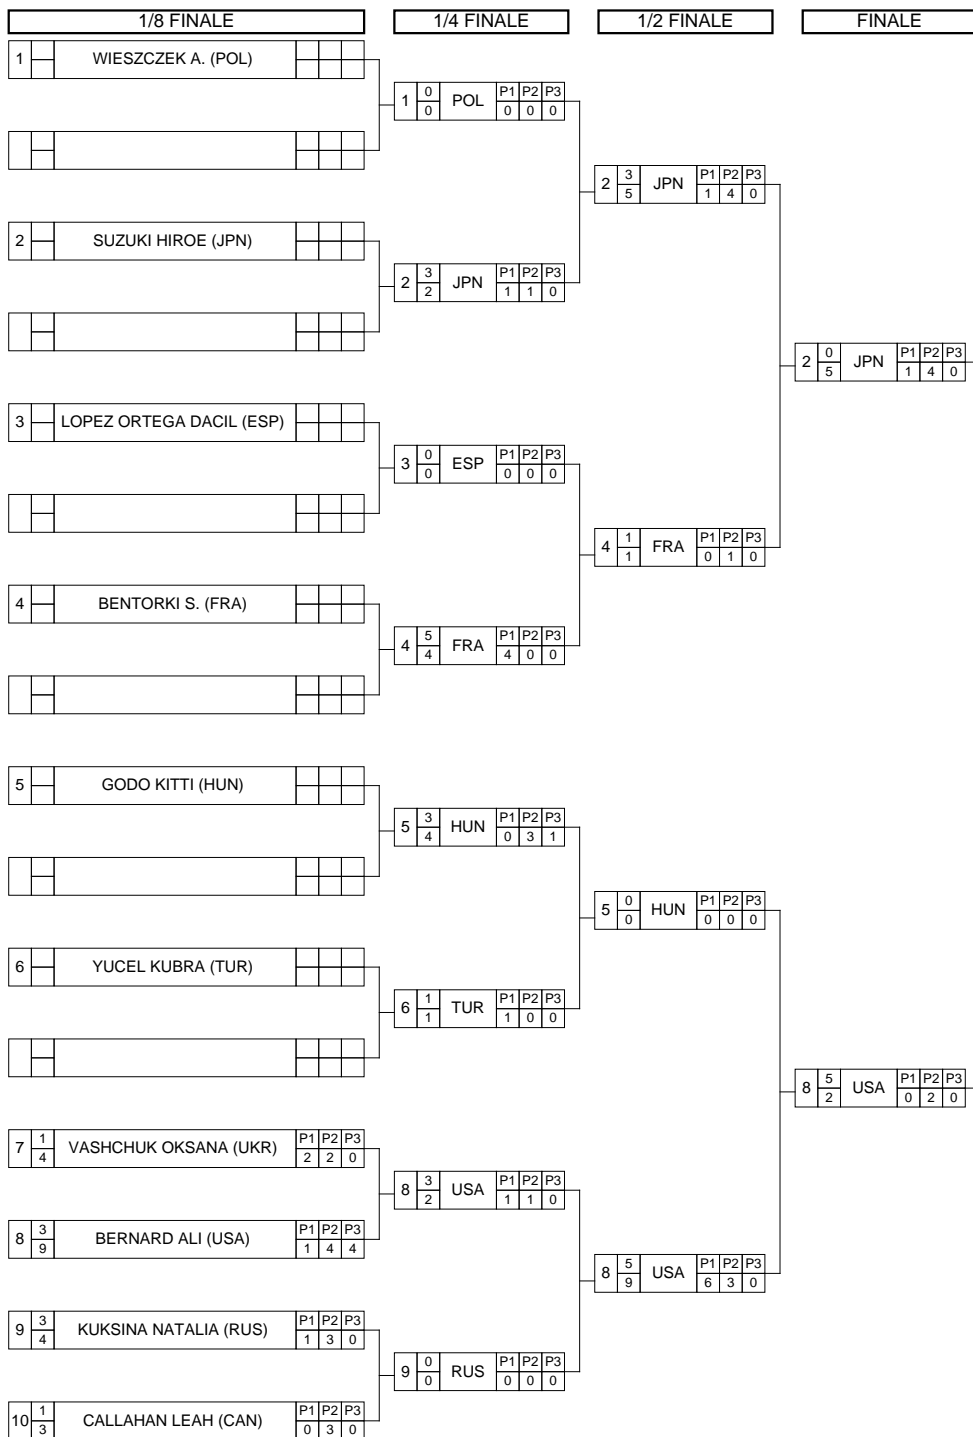 1/8 FINALE 1/4 FINALE 1/2 FINALE FINALE
1 WIESZCZEK A. (POL)
1 0 POL P1 P2 P3
0 0 0 0
2 3 JPN P1 P2 P3
5 1 4 0
2 SUZUKI HIROE (JPN)
2 3 JPN P1 P2 P3
2 1 1 0
2 0 JPN P1 P2 P3
5 1 4 0
3 LOPEZ ORTEGA DACIL (ESP)
3 0 ESP P1 P2 P3
0 0 0 0
4 1 FRA P1 P2 P3
1 0 1 0
4 BENTORKI S. (FRA)
4 5 FRA P1 P2 P3
4 4 0 0
5 GODO KITTI (HUN)
5 3 HUN P1 P2 P3
4 0 3 1
5 0 HUN P1 P2 P3
0 0 0 0
6 YUCEL KUBRA (TUR)
6 1 TUR P1 P2 P3
1 1 0 0
8 5 USA P1 P2 P3
2 0 2 0
7 1 VASHCHUK OKSANA (UKR) P1 P2 P3
4 2 2 0
8 3 USA P1 P2 P3
2 1 1 0
8 3 BERNARD ALI (USA) P1 P2 P3
9 1 4 4
8 5 USA P1 P2 P3
9 6 3 0
9 3 KUKSINA NATALIA (RUS) P1 P2 P3
4 1 3 0
9 0 RUS P1 P2 P3
0 0 0 0
10 1 CALLAHAN LEAH (CAN) P1 P2 P3
3 0 3 0